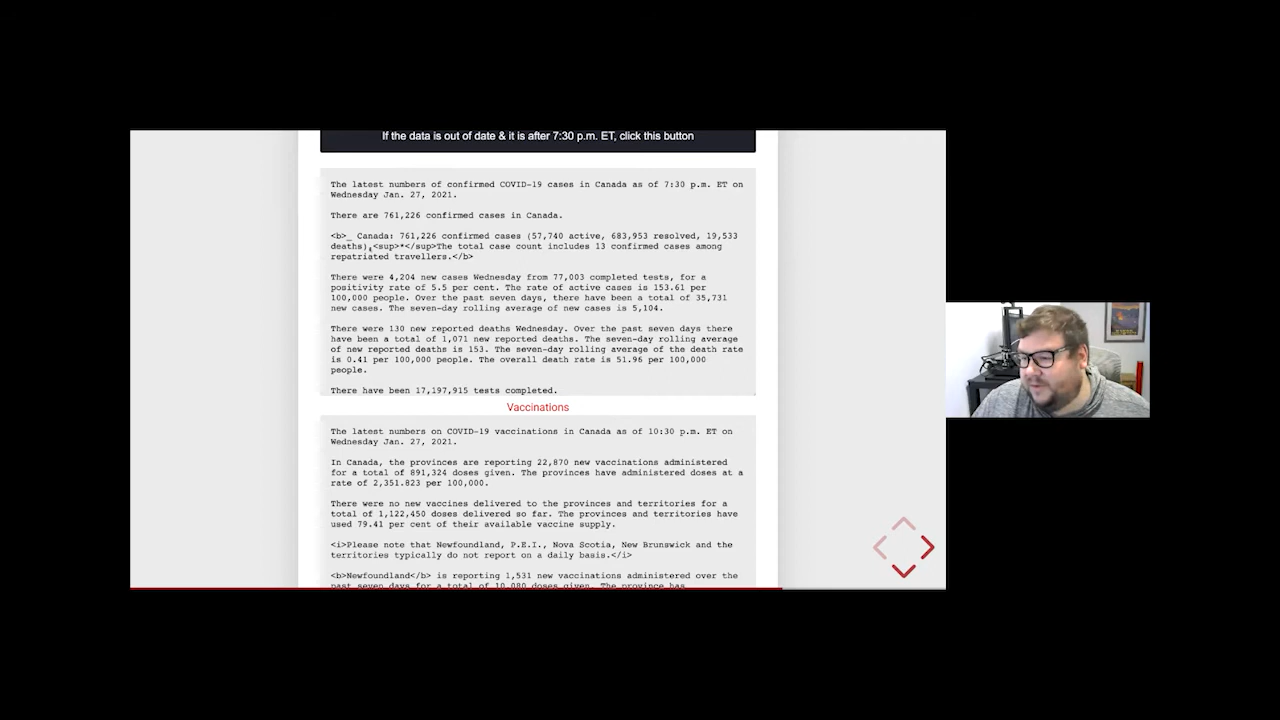 If the data is out of date & it is after 7:30 p.m. ET, click this button
The latest numbers of confirmed COVID-19 cases in Canada as of 7:30 p.m. ET on
Wednesday Jan. 27, 2021.
There are 761,226 confirmed cases in Canada.
<b>_ Canada: 761,226 confirmed cases (57,740 active, 683,953 resolved, 19,533
deaths).<sup>*</sup>The total case count includes 13 confirmed cases among
repatriated travellers.</b>
There were 4,204 new cases Wednesday from 77,003 completed tests, for a
positivity rate of 5.5 per cent. The rate of active cases is 153.61 per
100,000 people. Over the past seven days, there have been a total of 35,731
new cases. The seven-day rolling average of new cases is 5,104.
There were 130 new reported deaths Wednesday. Over the past seven days there
have been a total of 1,071 new reported deaths. The seven-day rolling average
of new reported deaths is 153. The seven-day rolling average of the death rate
is 0.41 per 100,000 people. The overall death rate is 51.96 per 100,000
people.
There have been 17,197,915 tests completed.
Vaccinations
The latest numbers on COVID-19 vaccinations in Canada as of 10:30 p.m. ET on
Wednesday Jan. 27, 2021.
In Canada, the provinces are reporting 22,870 new vaccinations administered
for a total of 891,324 doses given. The provinces have administered doses at a
rate of 2,351.823 per 100,000.
There were no new vaccines delivered to the provinces and territories for a
total of 1,122,450 doses delivered so far. The provinces and territories have
used 79.41 per cent of their available vaccine supply.
<i>Please note that Newfoundland, P.E.I., Nova Scotia, New Brunswick and the
territories typically do not report on a daily basis.</i>
<b>Newfoundland</b> is reporting 1,531 new vaccinations administered over the
past seven days for a total of 10,080 doses given. The province has